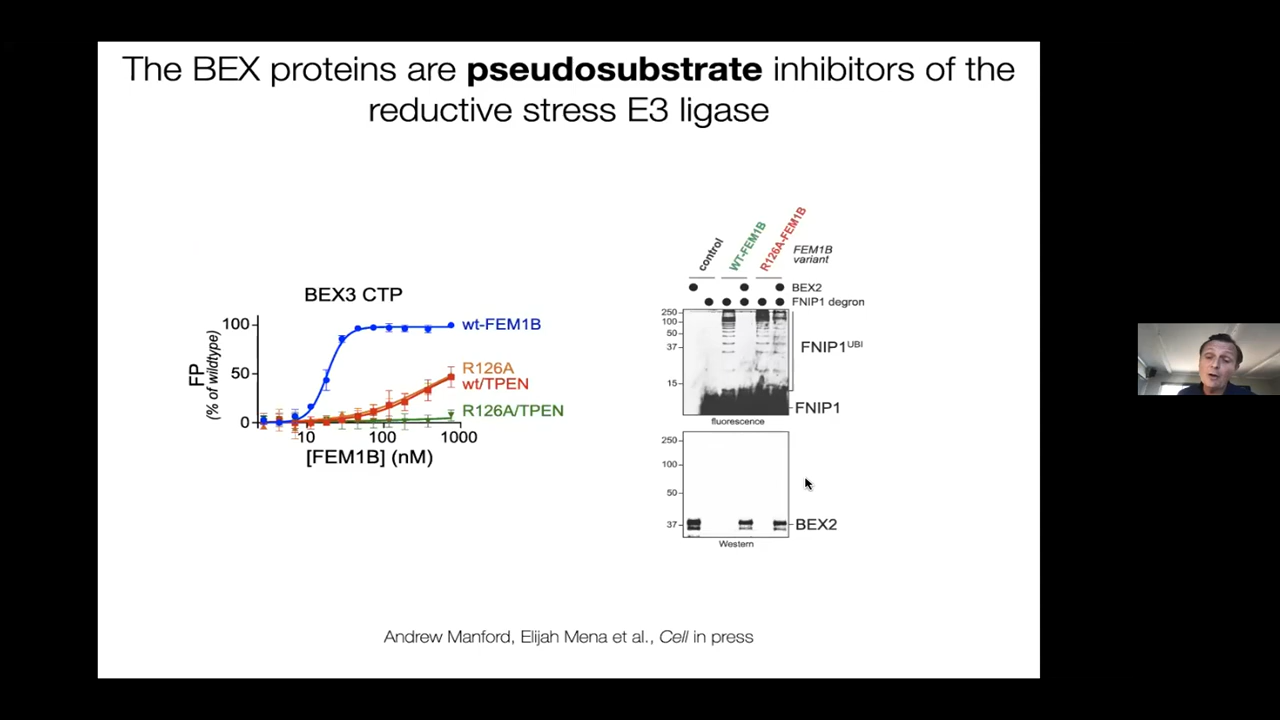 The BEX proteins are pseudosubstrate inhibitors of the
reductive stress E3 ligase
BEX3 CTP
FP
(% of wildtype)
100
50
0
10
100
1000
[FEM1B] (nM)
wt-FEM1B
R126A
wt/TPEN
R126A/TPEN
control
WT-FEM1B
R126A-FEM1B
FEM1B
variant
BEX2
FNIP1 degron
250
100
50
37
15
FNIP1UBI
FNIP1
fluorescence
250
100
50
37
BEX2
Western
Andrew Manford, Elijah Mena et al., Cell in press